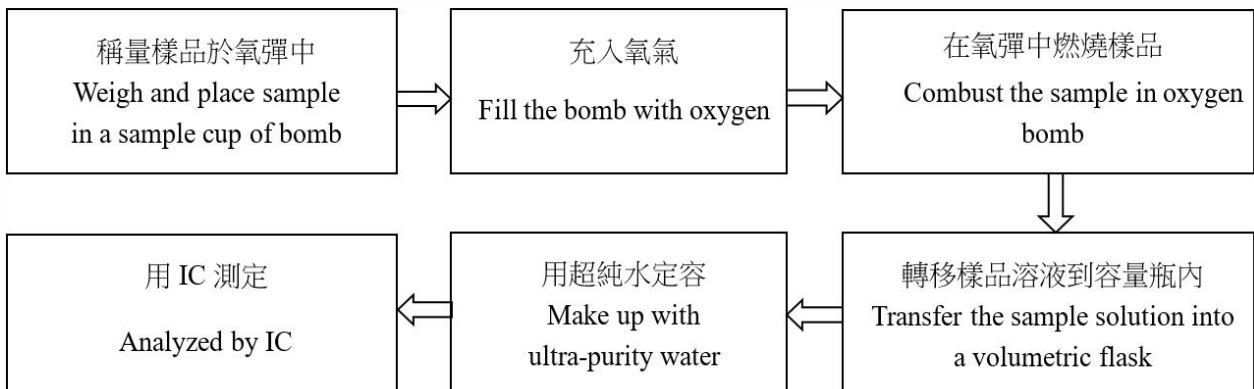 稱量樣品於氧彈中
Weigh and place sample
in a sample cup of bomb
充入氧氣
Fill the bomb with oxygen
在氧彈中燃燒樣品
Combust the sample in oxygen
bomb
轉移樣品溶液到容量瓶內
Transfer the sample solution into
a volumetric flask
用超純水定容
Make up with
ultra-purity water
用 IC 測定
Analyzed by IC